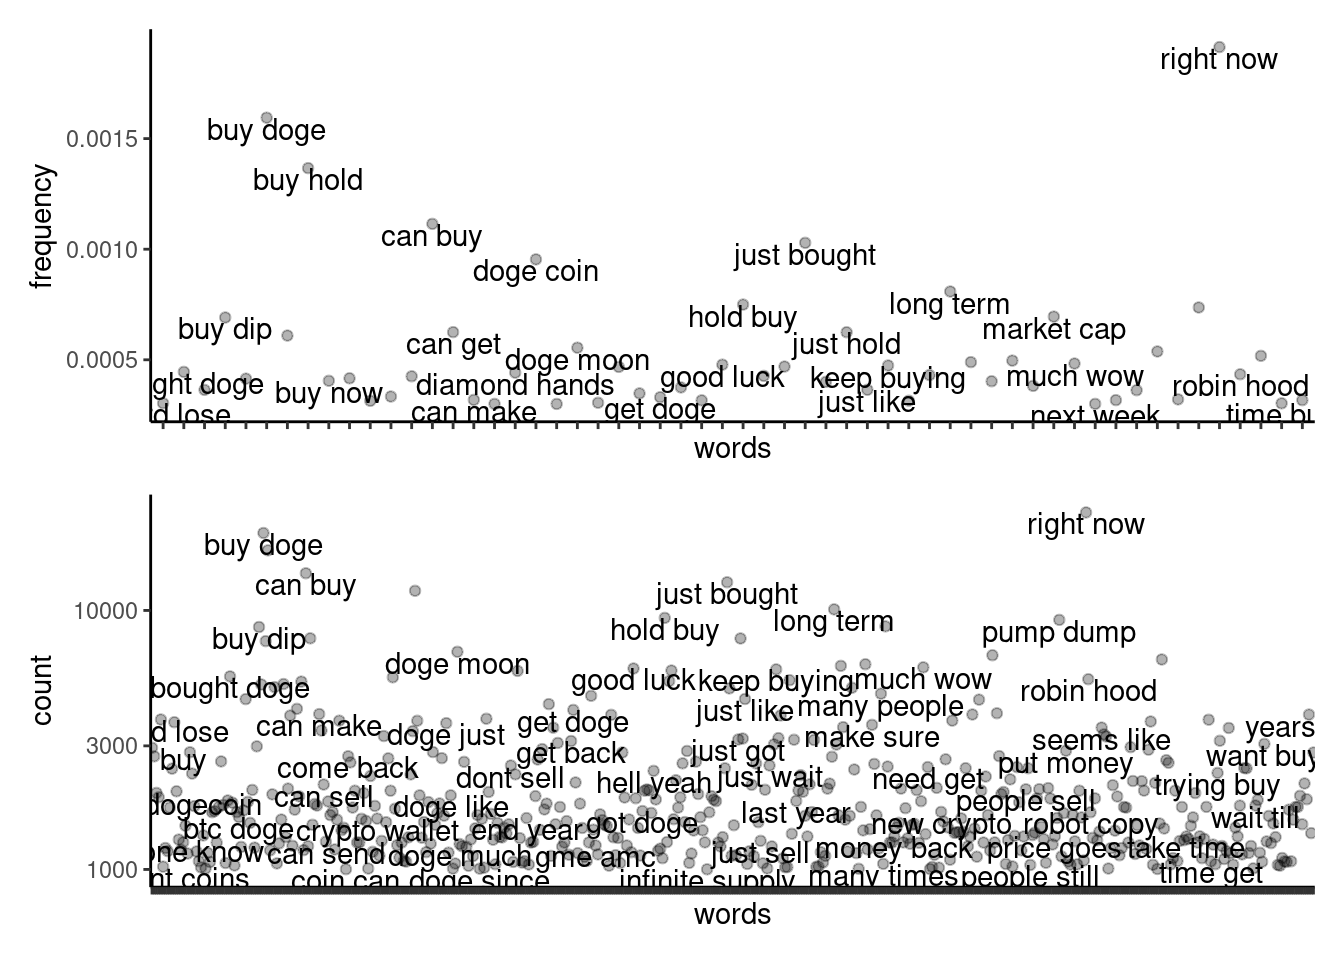 right now
buy doge
0.0015
buy hold
can buy
0.0010
just bought
doge coin
long term
hold buy
buy dip
market cap
can get
just hold
doge moon
0.0005
good luck
keep buying
much wow
ght doge
diamond hands
robin hood
buy now
just like
can make
get doge
d lose
next week
time bu
frequency
words
right now
buy doge
can buy
just bought
10000
long term
hold buy
pump dump
buy dip
doge moon
good luck
keep buying
much wow
bought doge
robin hood
just like
many people
get doge
can make
years
d lose
doge just
make sure
seems like
3000
get back
just got
want buy
buy
put money
come back
dont sell
just wait
need get
hell yeah
trying buy
can sell
people sell
dogecoin
doge like
last year
wait till
btc doge
crypto wallet
end year
got doge
new crypto
robot copy
one know
can send
doge much
gme amc
just sell
money back
price goes
take time
1000
time get
nt coins
coin can
doge since
infinite supply
many times
people still
count
words